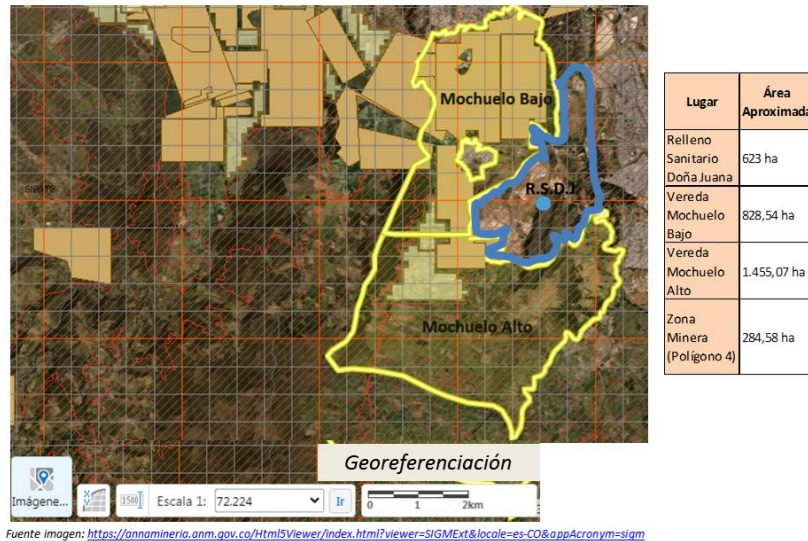 Mochuelo Bajo
R.S.D.J
Mochuelo Alto
Georeferenciación
Imágene...
Escala 1: 72.224
Ir
0 1 2km
Lugar Área
Aproximada
Relleno
Sanitario
Doña Juana
623 ha
Vereda
Mochuelo
Bajo
828,54 ha
Vereda
Mochuelo
Alto
1.455,07 ha
Zona
Minera
(Polígono 4)
284,58 ha
Fuente imagen: https://annamineria.anm.gov.co/Html5Viewer/index.html?viewer=SIGMExt&locale=es-CO&appAcronym=sigm